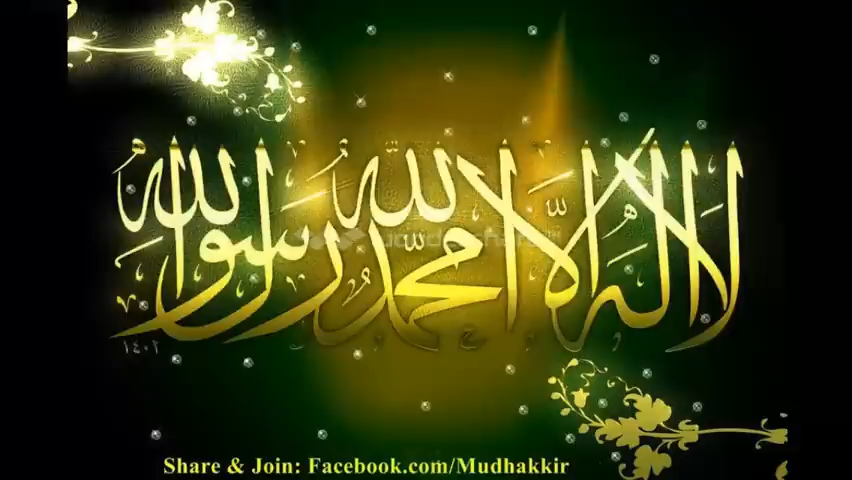 لا اله الا الله محمد رسول الله
١٤٠٢
Share & Join: Facebook.com/Mudhakkir